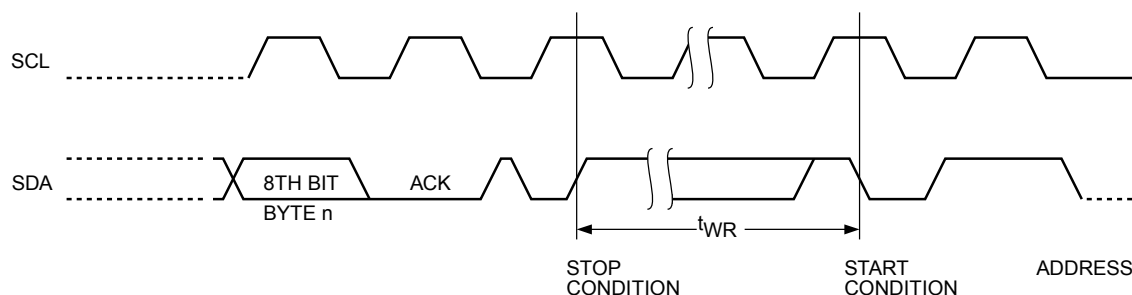 SCL
SDA
8TH BIT
BYTE n
ACK
tWR
STOP
CONDITION
START
CONDITION
ADDRESS